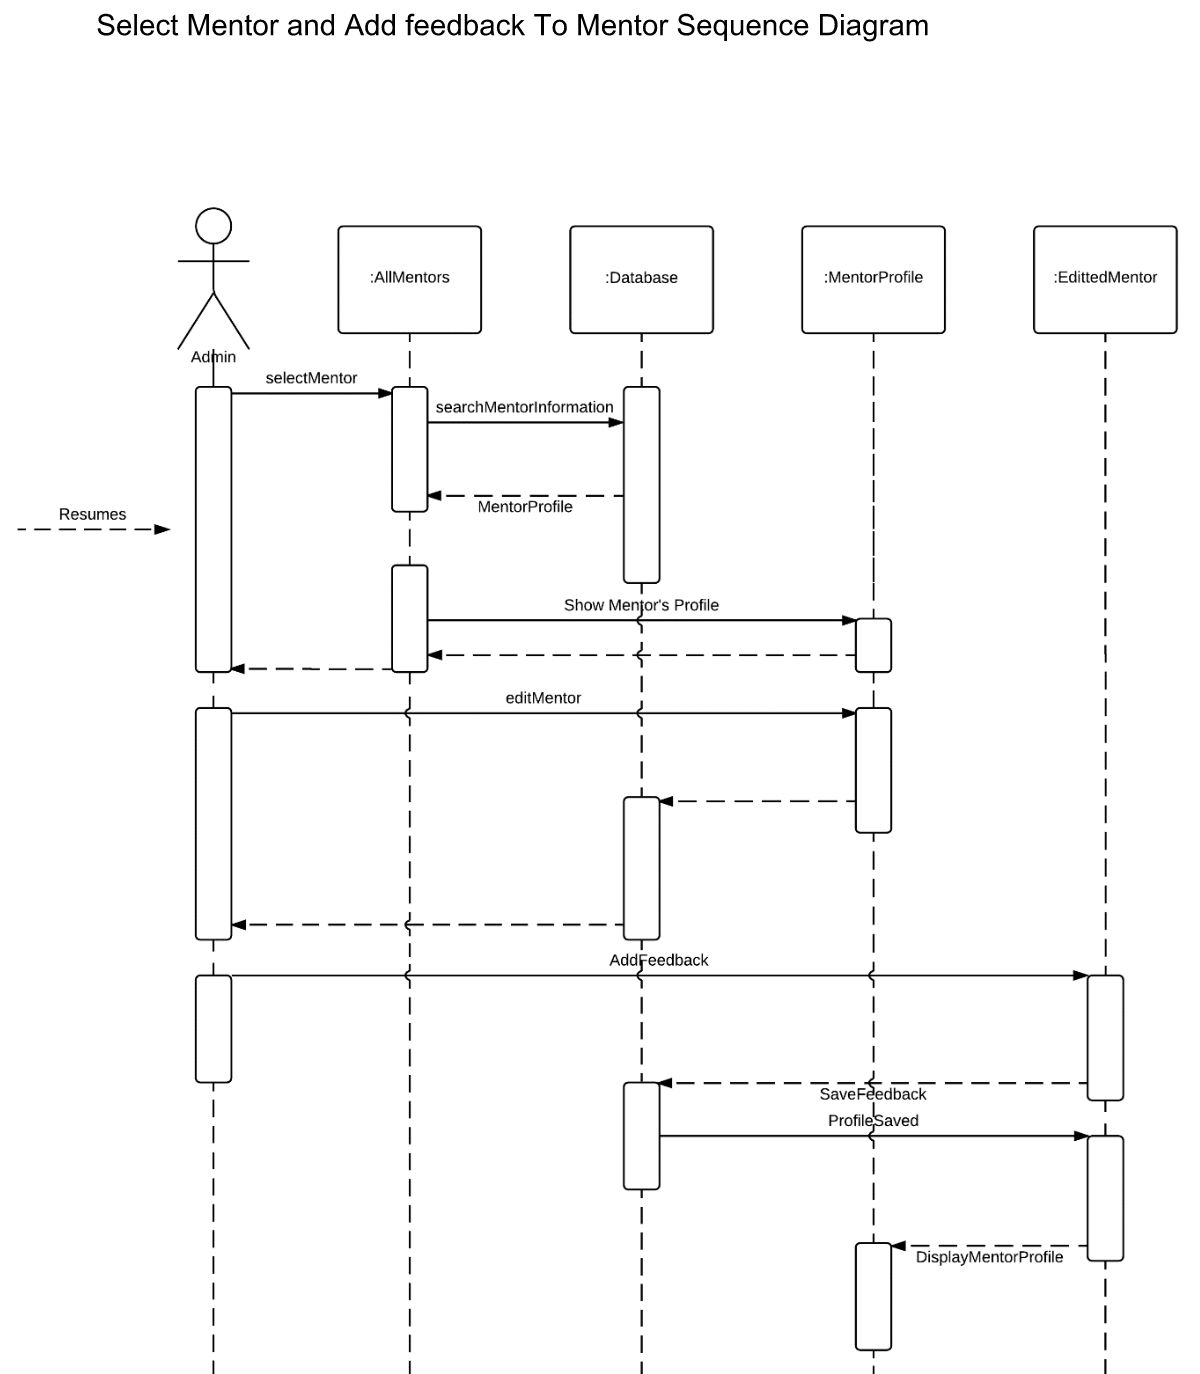 Select Mentor and Add feedback To Mentor Sequence Diagram
:AllMentors
:Database
:MentorProfile
:EdittedMentor
Admin
selectMentor
searchMentorInformation
MentorProfile
Resumes
Show Mentor's Profile
editMentor
AddFeedback
SaveFeedback
ProfileSaved
DisplayMentorProfile